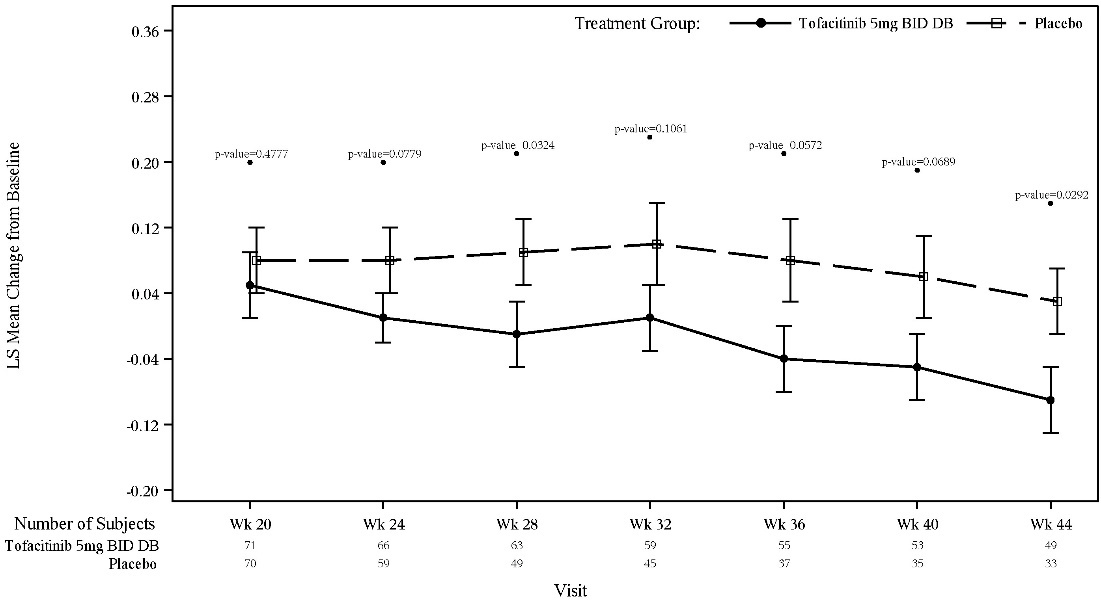 Treatment Group: Tofacitinib 5mg BID DB Placebo
0.36
0.28
0.20
0.12
0.04
-0.04
-0.12
-0.20
LS Mean Change from Baseline
p-value=0.4777
p-value=0.0779
p-value 0.0324
p-value=0.1061
p-value=0.0572
p-value=0.0689
p-value=0.0292
Number of Subjects Wk 20 Wk 24 Wk 28 Wk 32 Wk 36 Wk 40 Wk 44
Tofacitinib 5mg BID DB 71 66 63 59 55 53 49
Placebo 70 59 49 45 37 35 33
Visit